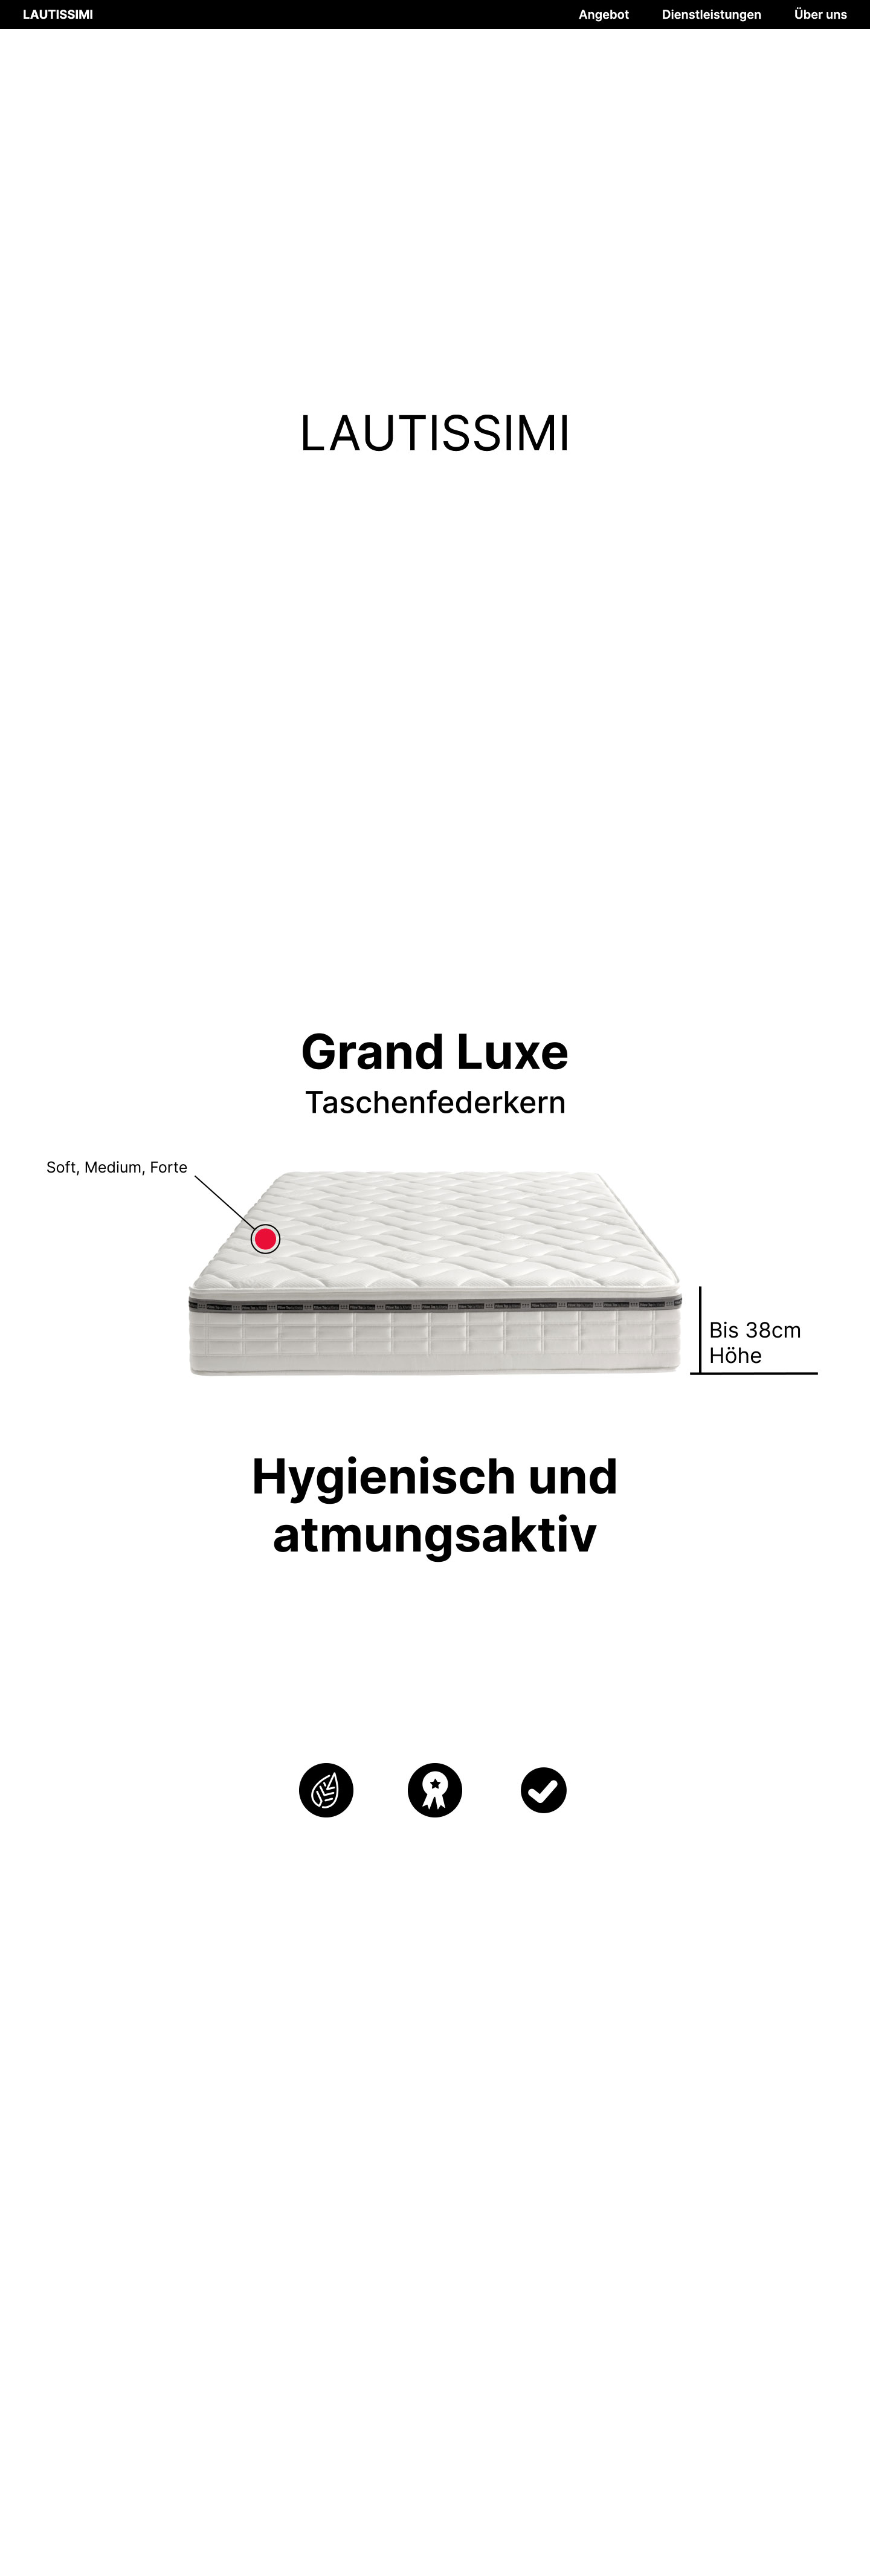 LAUTISSIMI
Angebot
Dienstleistungen
Über uns
LAUTISSIMI
Grand Luxe
Taschenfederkern
Soft, Medium, Forte
Bis 38cm
Höhe
Hygienisch und
atmungsaktiv